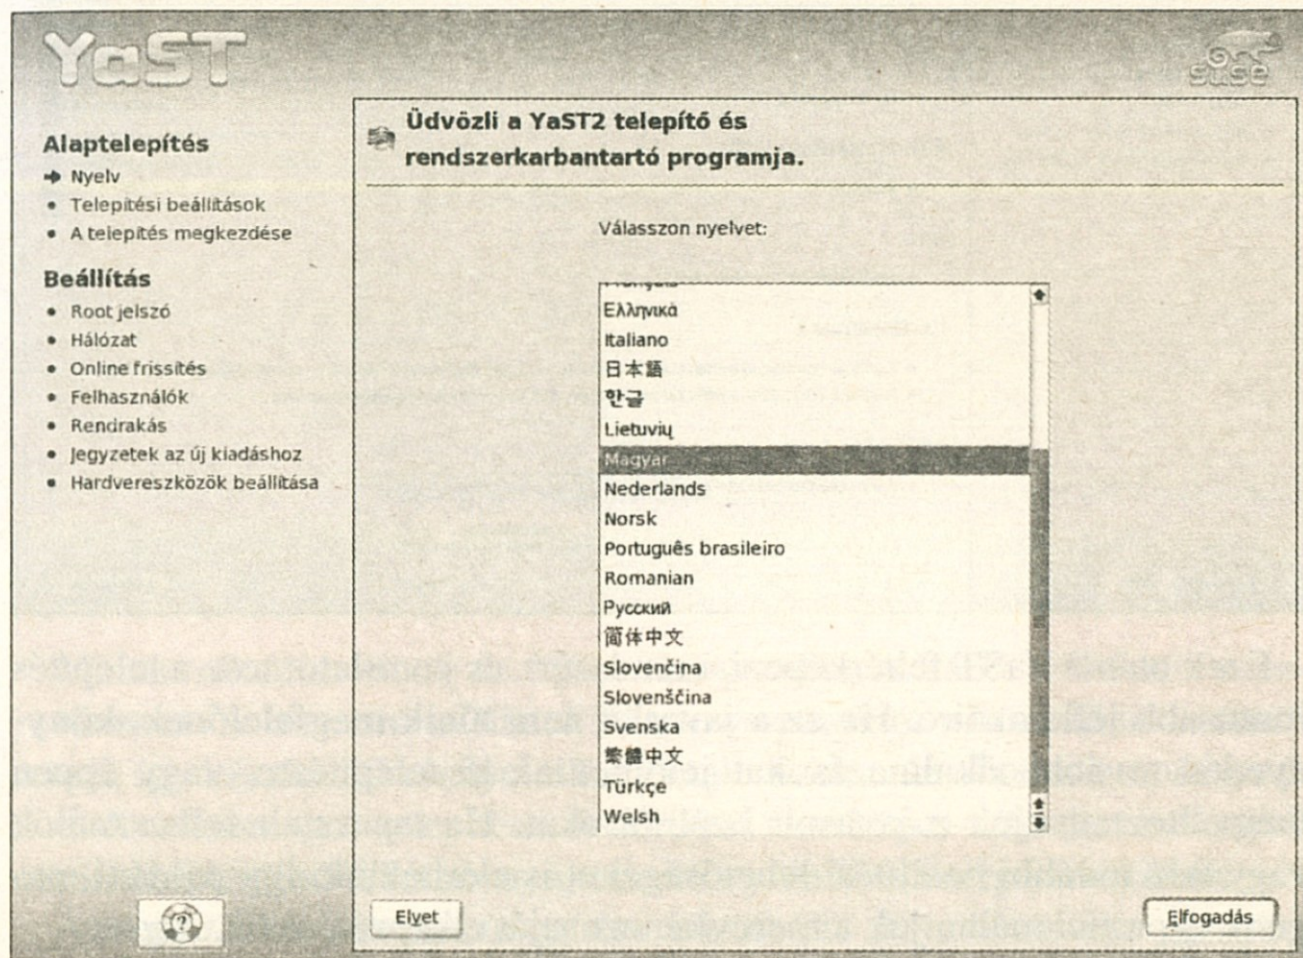 YaST
suse
Alaptelepítés
Nyelv
Telepítési beállítások
A telepítés megkezdése
Beállítás
Root jelszó
Hálózat
Online frissítés
Felhasználók
Rendrakás
Jegyzetek az új kiadáshoz
Hardvereszközök beállítása
Üdvözli a YaST2 telepítő és
rendszerkarbantartó programja.
Válasszon nyelvet:
Ελληνικά
Italiano
日本語
한글
Lietuvių
Magyar
Nederlands
Norsk
Português brasileiro
Romanian
Русский
简体中文
Slovenčina
Slovenščina
Svenska
繁體中文
Türkçe
Welsh
Elvet
Elfogadás